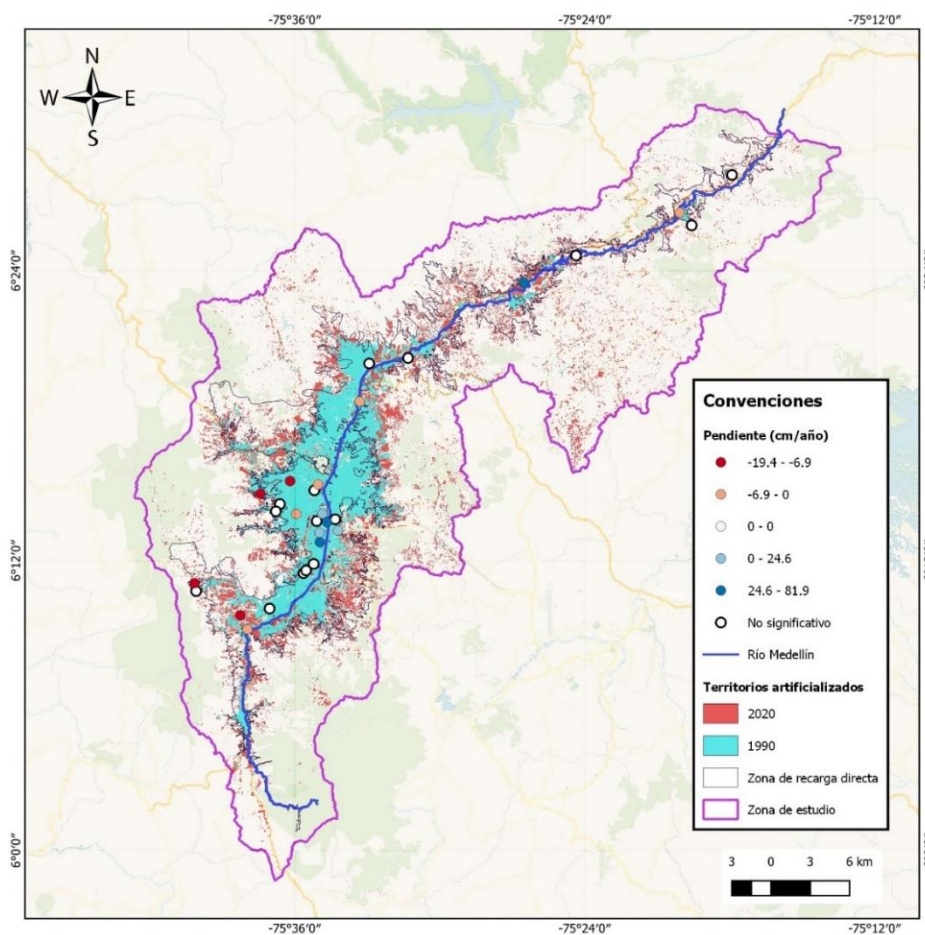 -75°36'0"
-75°24'0"
-75°12'0"
N
W
E
S
6°24'0"
6°12'0"
6°0'0"
Convenciones
Pendiente (cm/año)
-19.4 - -6.9
-6.9 - 0
0 - 0
0 - 24.6
24.6 - 81.9
No significativo
Río Medellín
Territorios artificializados
2020
1990
Zona de recarga directa
Zona de estudio
3 0 3 6 km
-75°36'0"
-75°24'0"
-75°12'0"